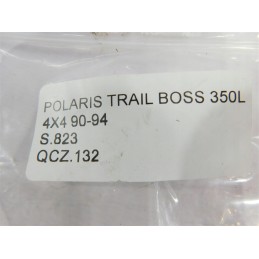 POLARIS TRAIL BOSS 350L
4X4 90-94
S.823
QCZ.132